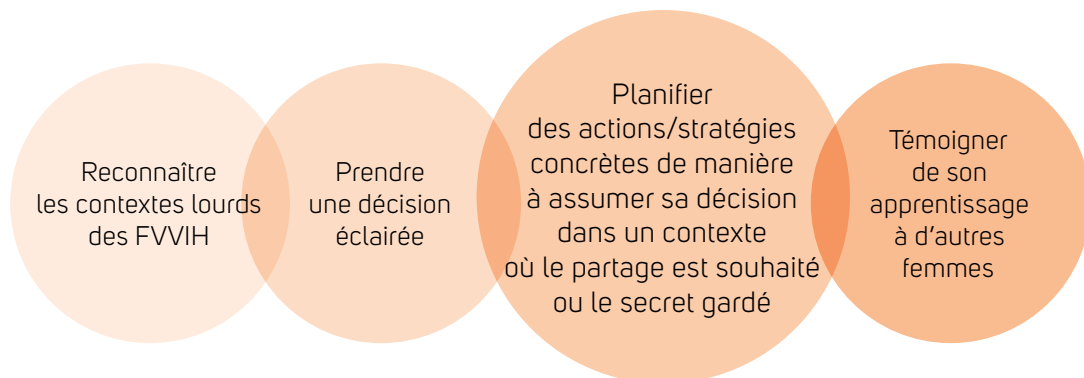 Reconnaître
les contextes lourds
des FVVIH
Prendre
une décision
éclairée
Planifier
des actions/stratégies
concrètes de manière
à assumer sa décision
dans un contexte
où le partage est souhaité
ou le secret gardé
Témoigner
de son
apprentissage
à d'autres
femmes